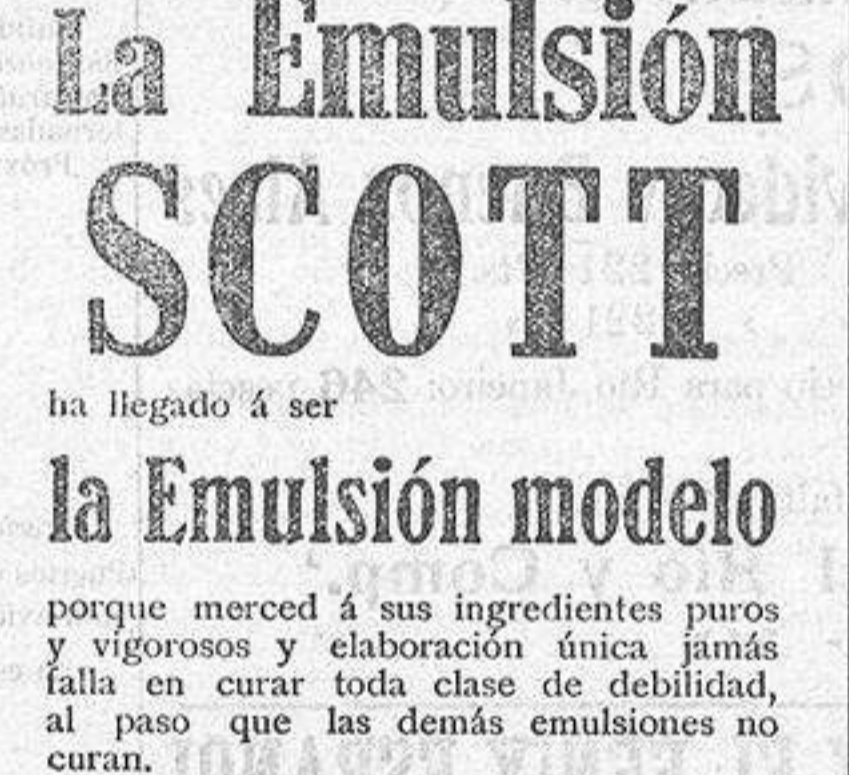 La Emulsión
SCOTT
ha llegado á ser
la Emulsión modelo
porque merced á sus ingredientes puros
y vigorosos y elaboración única jamás
falla en curar toda clase de debilidad,
al paso que las demás emulsiones no
curan.